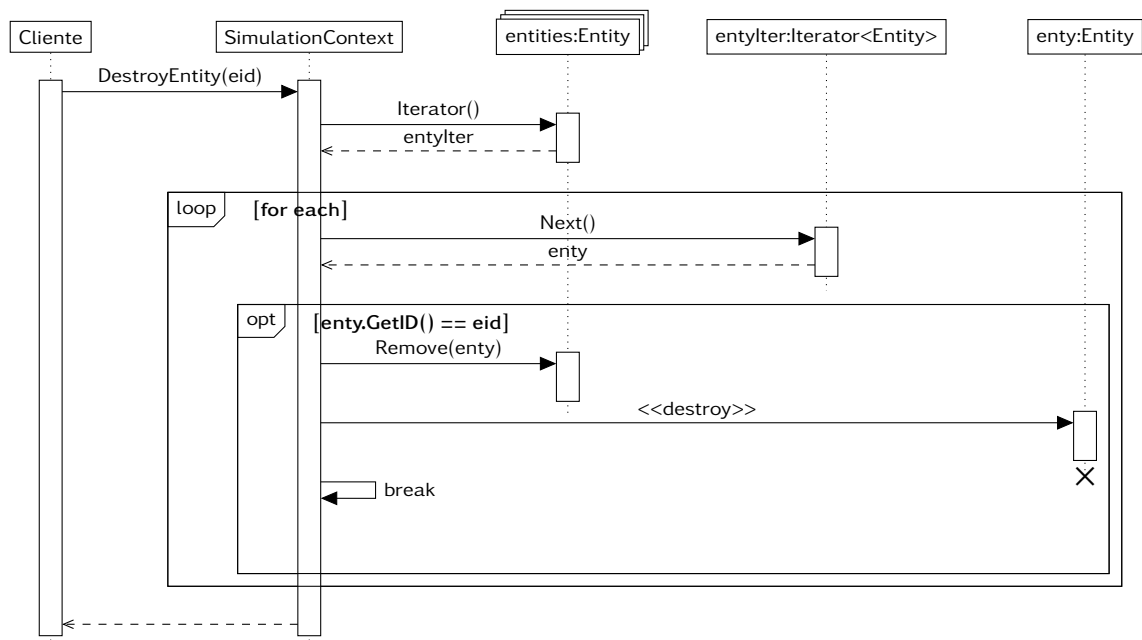 Cliente
SimulationContext
entities:Entity
entyIter:Iterator<Entity>
enty:Entity
DestroyEntity(eid)
Iterator()
entyIter
loop
[for each]
Next()
enty
opt
[enty.GetID() == eid]
Remove(enty)
<<destroy>>
break